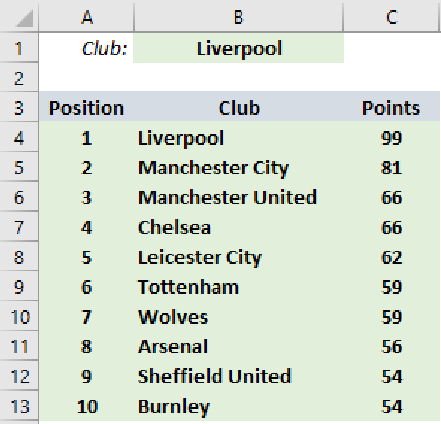 A B C
1 Club: Liverpool
2
3 Position Club Points
4 1 Liverpool 99
5 2 Manchester City 81
6 3 Manchester United 66
7 4 Chelsea 66
8 5 Leicester City 62
9 6 Tottenham 59
10 7 Wolves 59
11 8 Arsenal 56
12 9 Sheffield United 54
13 10 Burnley 54